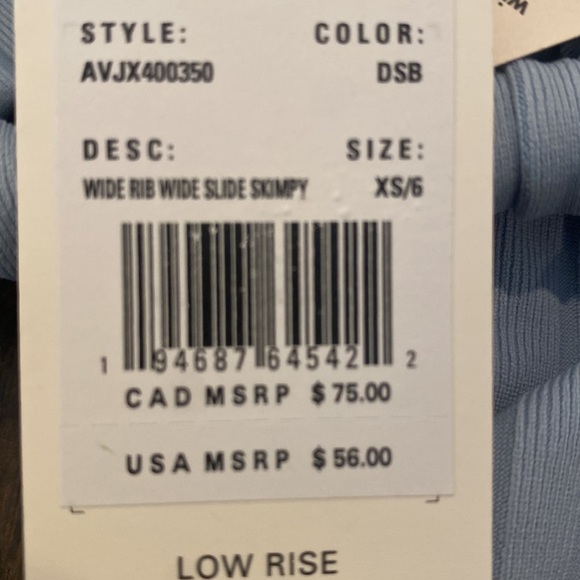 STYLE: COLOR:
AVJX400350 DSB
DESC: SIZE:
WIDE RIB WIDE SLIDE SKIMPY XS/6
1 94687 64542 2
CAD MSRP $75.00
USA MSRP $56.00
LOW RISE